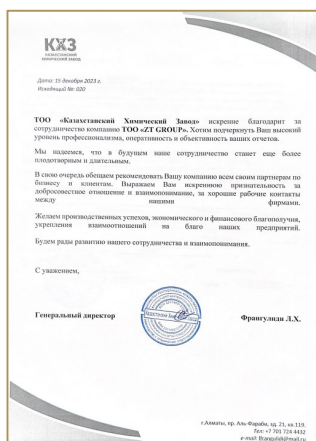 КХЗ
КАЗАХСТАНСКИЙ
ХИМИЧЕСКИЙ ЗАВОД
Дата: 15 декабря 2023 г.
Исходящий №: 020
ТОО «Казахстанский Химический Завод» искренне благодарит за
сотрудничество компанию ТОО «ZT GROUP». Хотим подчеркнуть Ваш высокий
уровень профессионализма, оперативность и объективность ваших отчетов.
Мы надеемся, что в будущем наше сотрудничество станет еще более
плодотворным и длительным.
В свою очередь обещаем рекомендовать Вашу компанию всем своим партнерам по
бизнесу и клиентам. Выражаем Вам искреннюю признательность за
добросовестное отношение и взаимопонимание, за хорошие рабочие контакты
между нашими фирмами.
Желаем производственных успехов, экономического и финансового благополучия,
укрепления взаимоотношений на благо наших предприятий.
Будем рады развитию нашего сотрудничества и взаимопонимания.
С уважением,
Генеральный директор
Франгулиди Л.Х.
г.Алматы, пр. Аль Фараби, зд. 21, кв.119.
Тел: +7 701 724 4432
e-mail: lfrangulidi@mail.ru